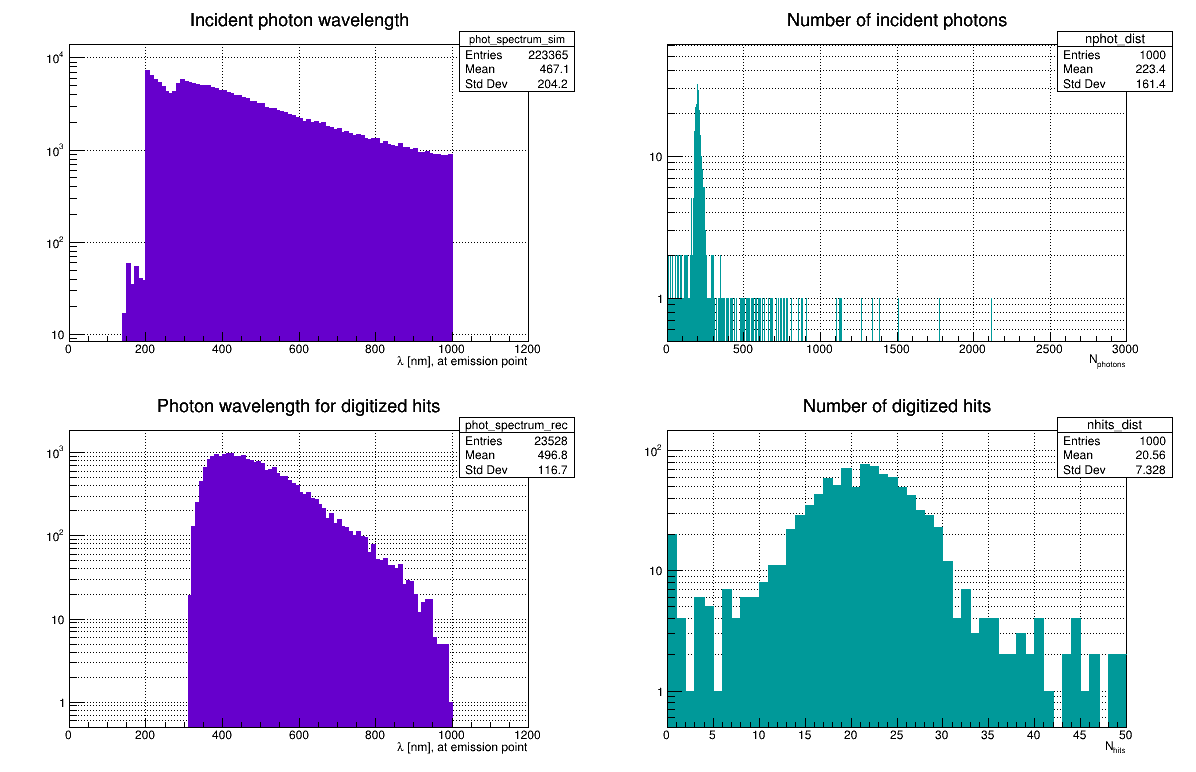 Incident photon wavelength
phot_spectrum_sim
Entries 223365
Mean 467.1
Std Dev 204.2
10^4
10^3
10^2
10
0 200 400 600 800 1000 1200
λ [nm], at emission point
Number of incident photons
nphot_dist
Entries 1000
Mean 223.4
Std Dev 161.4
10
1
0 500 1000 1500 2000 2500 3000
N_photons
Photon wavelength for digitized hits
phot_spectrum_rec
Entries 23528
Mean 496.8
Std Dev 116.7
10^3
10^2
10
1
0 200 400 600 800 1000 1200
λ [nm], at emission point
Number of digitized hits
nhits_dist
Entries 1000
Mean 20.56
Std Dev 7.328
10^2
10
1
0 5 10 15 20 25 30 35 40 45 50
N_hits